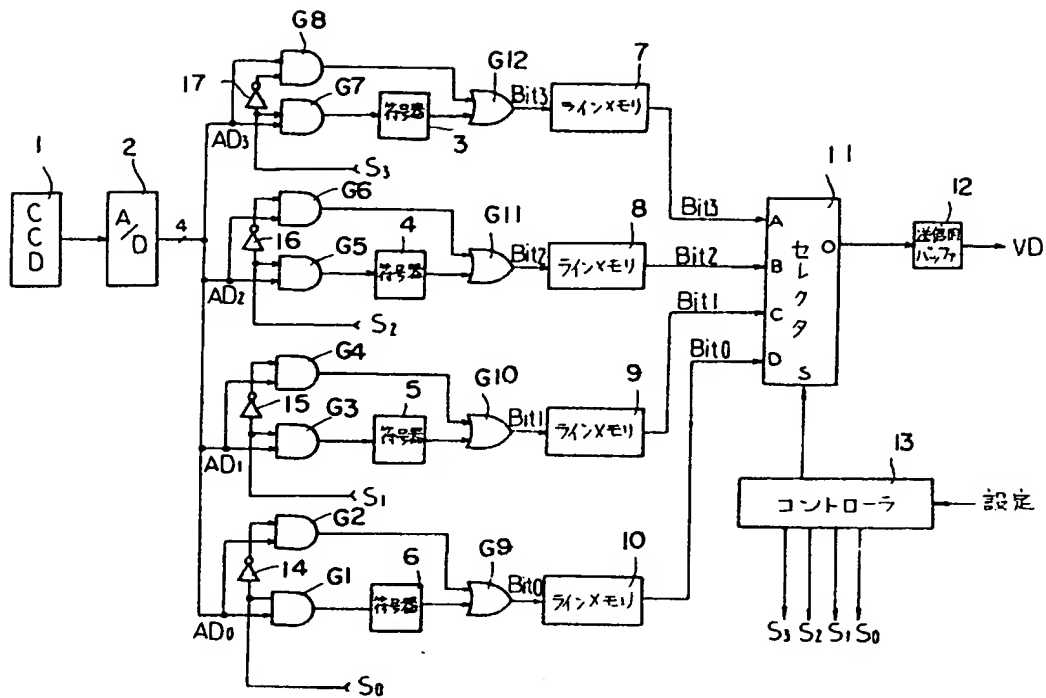 G8
17
G7
符号器
3
G12
Bit3
7
ラインメモリ
AD3
S3
1
CCD
2
A/D
4
G6
16
G5
4
符号器
G11
Bit2
8
ラインメモリ
AD2
S2
Bit3
Bit2
Bit1
Bit0
11
A
B
C
D
S
O
セレクタ
12
送信用
バッファ
VD
G4
15
G3
5
符号器
G10
Bit1
9
ラインメモリ
AD1
S1
13
コントローラ
設定
G2
14
G1
6
符号器
G9
Bit0
10
ラインメモリ
AD0
S0
S3 S2 S1 S0